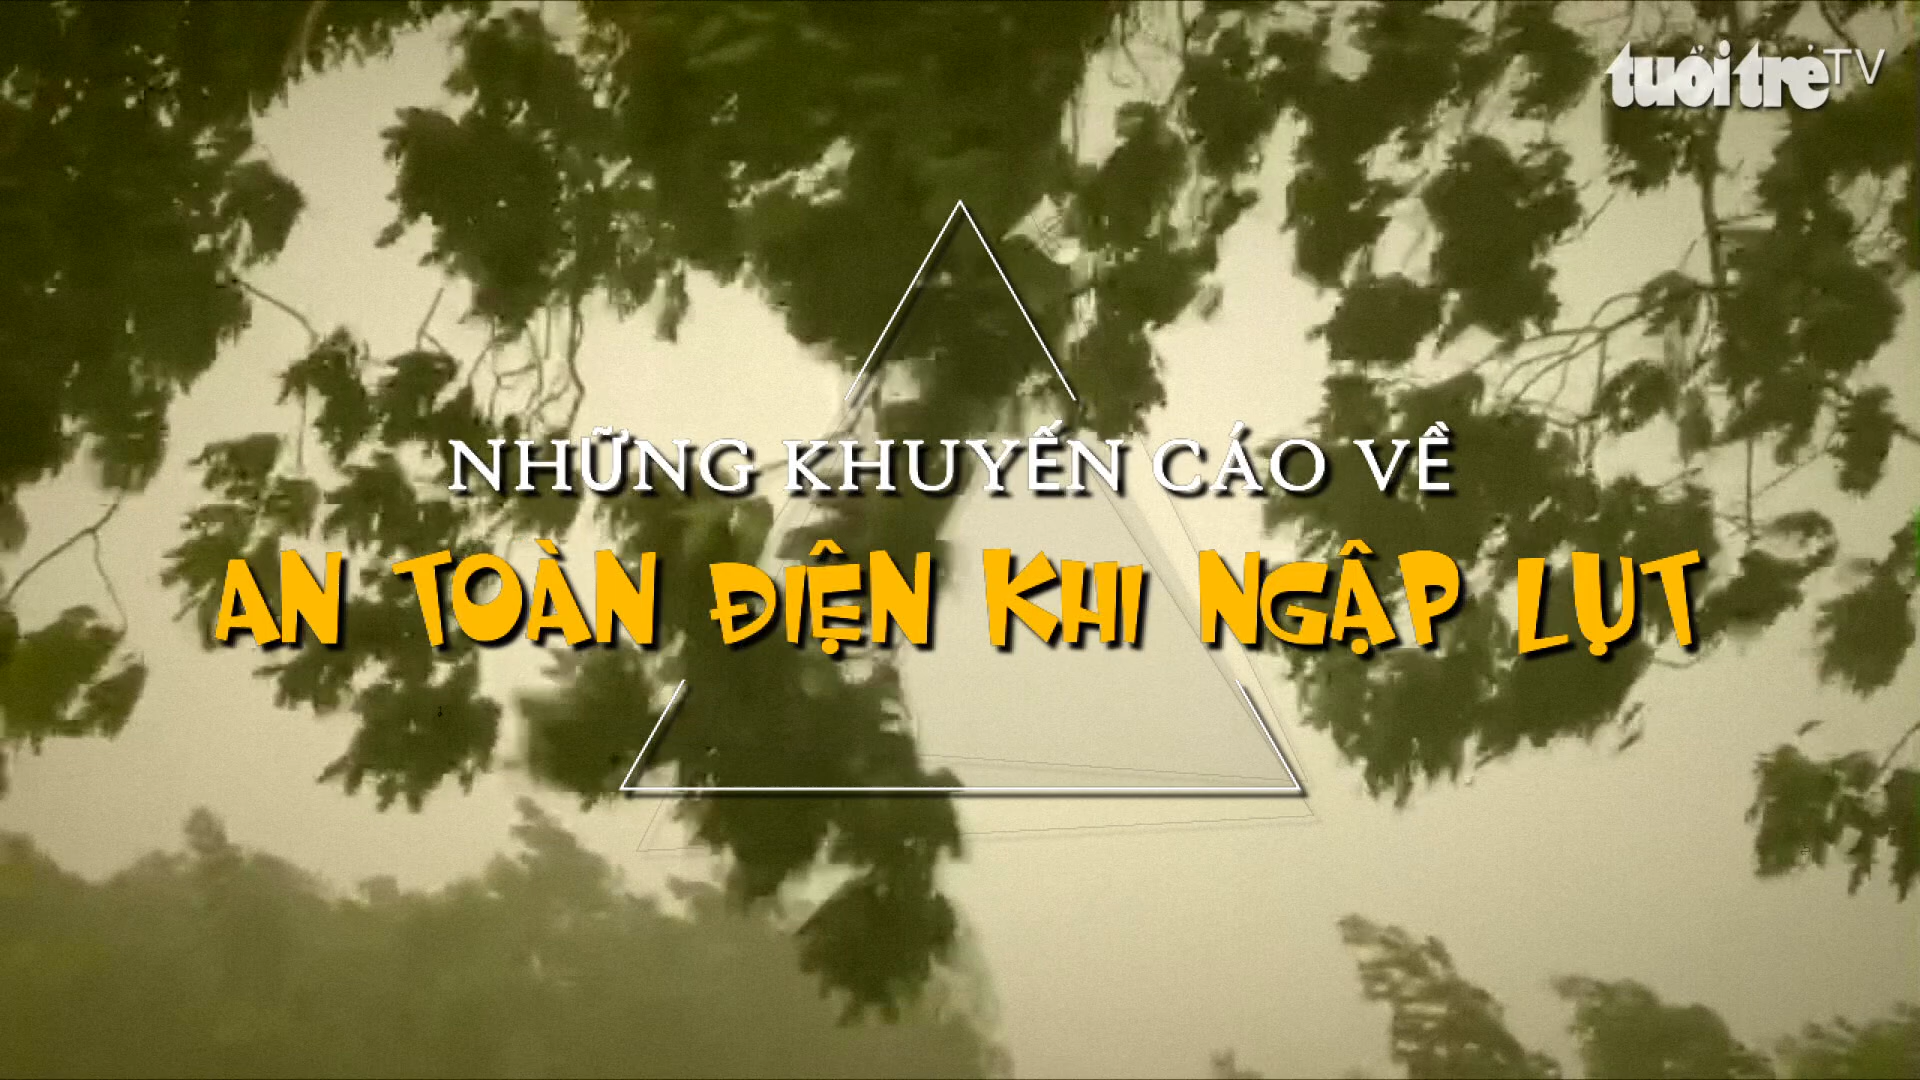 tuổi trẻ TV
NHỮNG KHUYẾN CÁO VỀ
AN TOÀN ĐIỆN KHI NGẬP LỤT